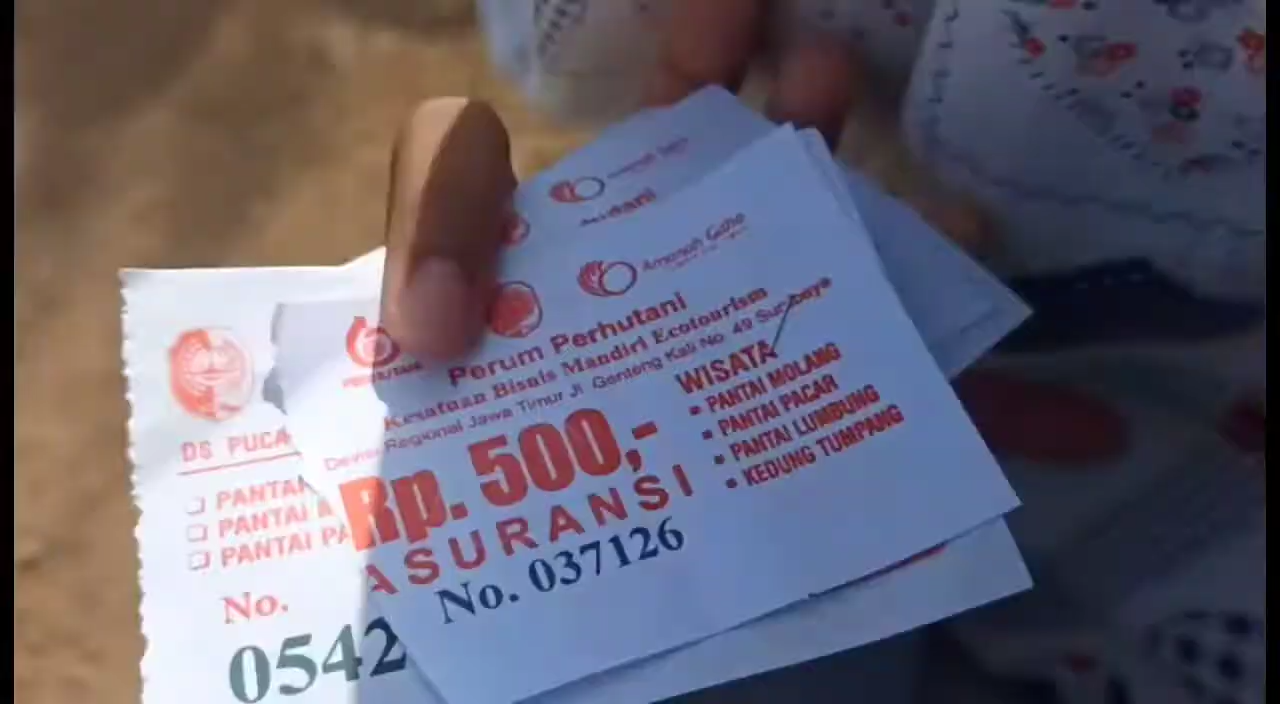 Amanah Githa
Perum Perhutani
Kesatuan Bisnis Mandiri Ecotourism
Regional Jawa Timur Jl Genteng Kali No. 49 Surabaya
Rp. 500,-
ASURANSI
No. 037126
WISATA
PANTAI MOLANG
PANTAI PACAR
PANTAI LUMBUNG
KEDUNG TUMPANG
DS PUCA
PANTAI
PANTAI
PANTAI PA
No.
0542